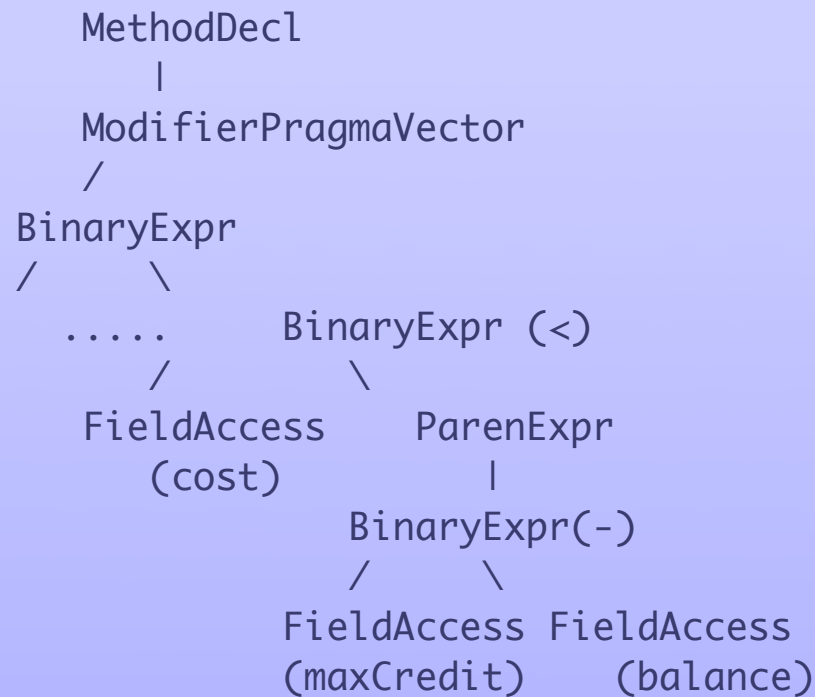 MethodDecl
|
ModifierPragmaVector
/
BinaryExpr
/ \
..... BinaryExpr (<)
/ \
FieldAccess ParenExpr
(cost) |
BinaryExpr(-)
/ \
FieldAccess FieldAccess
(maxCredit) (balance)